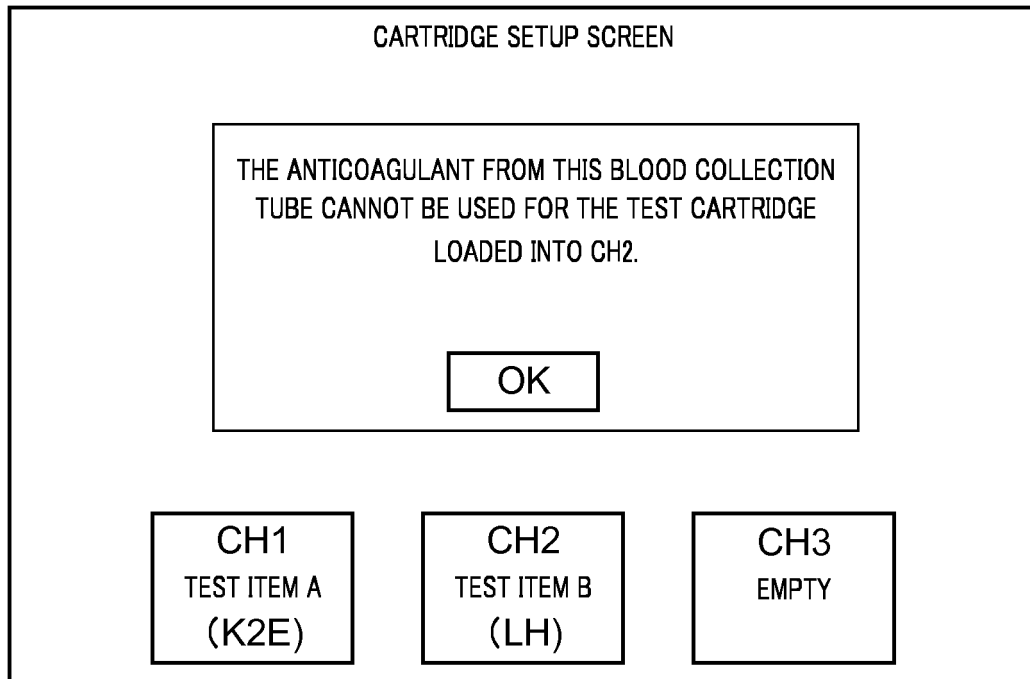 CARTRIDGE SETUP SCREEN
THE ANTICOAGULANT FROM THIS BLOOD COLLECTION
TUBE CANNOT BE USED FOR THE TEST CARTRIDGE
LOADED INTO CH2.
OK
CH1
TEST ITEM A
(K2E)
CH2
TEST ITEM B
(LH)
CH3
EMPTY